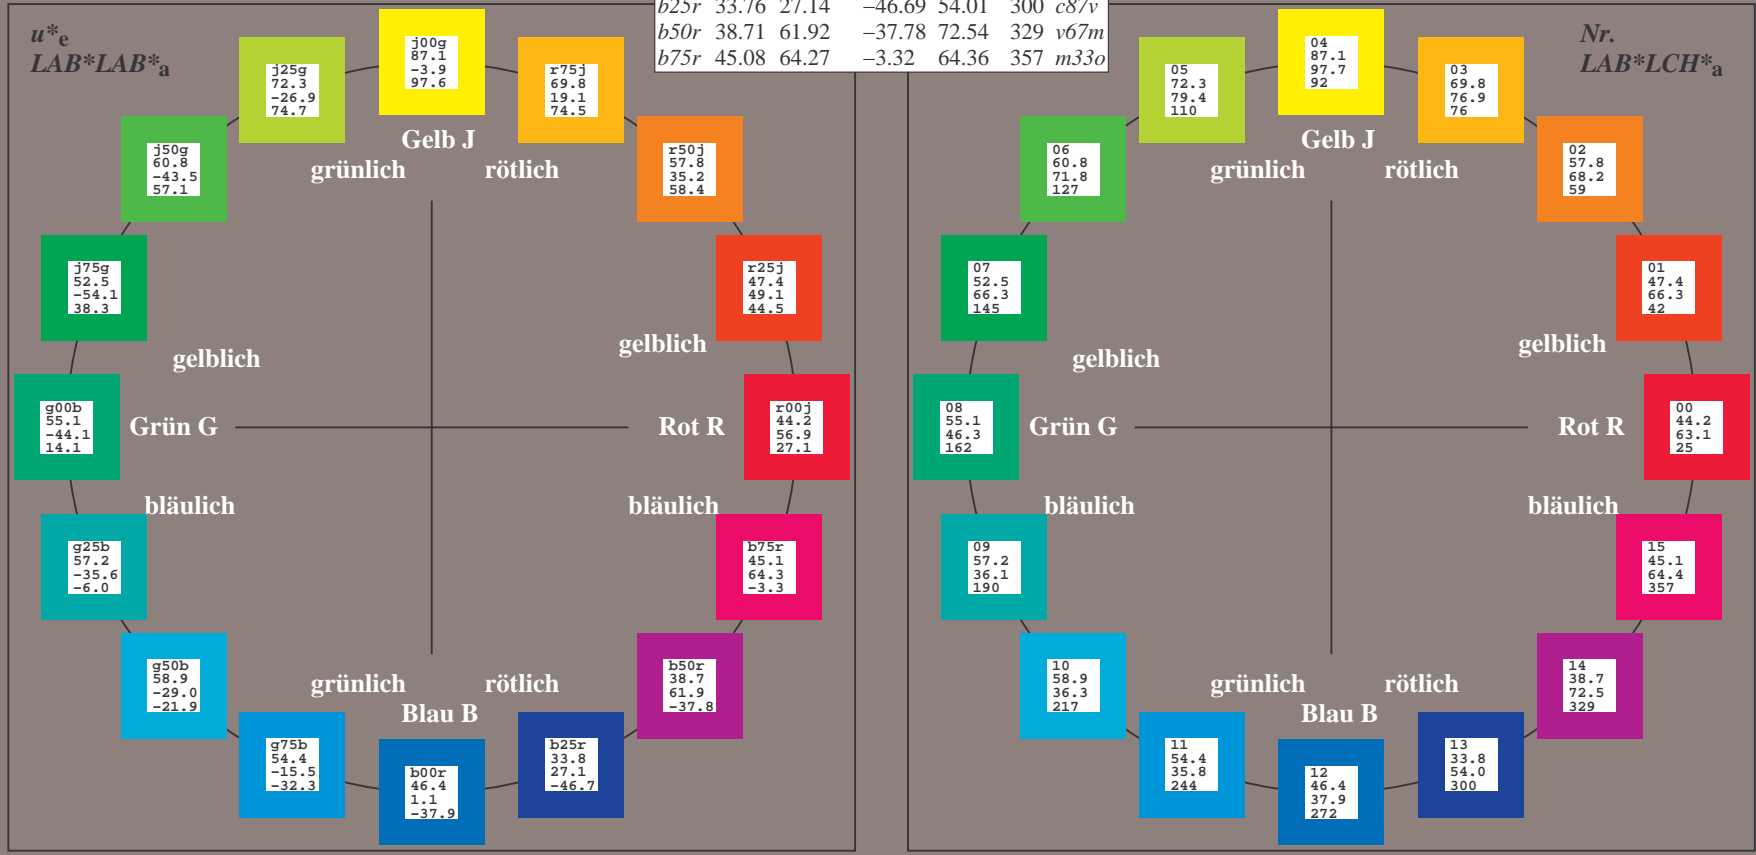 b25r 33.76 27.14 −46.69 54.01 300 c87v
b50r 38.71 61.92 −37.78 72.54 329 v67m
b75r 45.08 64.27 −3.32 64.36 357 m33o
u*e
LAB*LAB*a
j00g
87.1
-3.9
97.6
j25g
72.3
-26.9
74.7
r75j
69.8
19.1
74.5
Gelb J
grünlich rötlich
j50g
60.8
-43.5
57.1
r50j
57.8
35.2
58.4
j75g
52.5
-54.1
38.3
r25j
47.4
49.1
44.5
gelblich gelblich
g00b
55.1
-44.1
14.1
Grün G
Rot R
r00j
44.2
56.9
27.1
bläulich bläulich
g25b
57.2
-35.6
-6.0
b75r
45.1
64.3
-3.3
g50b
58.9
-29.0
-21.9
b50r
38.7
61.9
-37.8
grünlich rötlich
Blau B
g75b
54.4
-15.5
-32.3
b00r
46.4
1.1
-37.9
b25r
33.8
27.1
-46.7
Nr.
LAB*LCH*a
04
87.1
97.7
92
05
72.3
79.4
110
03
69.8
76.9
76
Gelb J
grünlich rötlich
06
60.8
71.8
127
02
57.8
68.2
59
07
52.5
66.3
145
01
47.4
66.3
42
gelblich gelblich
08
55.1
46.3
162
Grün G
Rot R
00
44.2
63.1
25
bläulich bläulich
09
57.2
36.1
190
15
45.1
64.4
357
10
58.9
36.3
217
14
38.7
72.5
329
grünlich rötlich
Blau B
11
54.4
35.8
244
12
46.4
37.9
272
13
33.8
54.0
300